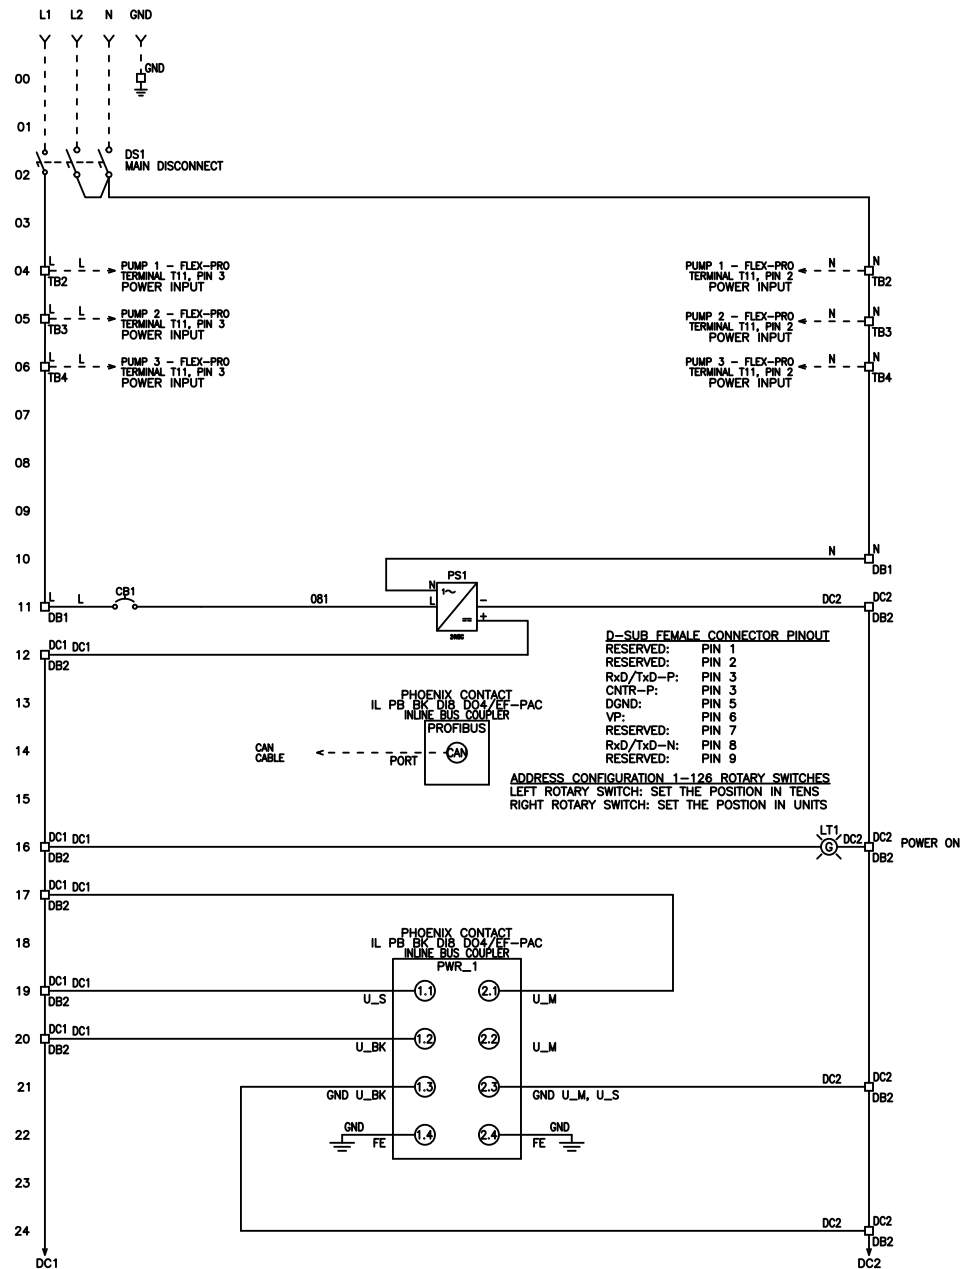 L1 L2 N GND
00 GND
01
DS1
MAIN DISCONNECT
02
03
04 L L PUMP 1 - FLEX-PRO
TERMINAL T11, PIN 3
POWER INPUT
TB2
PUMP 1 - FLEX-PRO N N
TERMINAL T11, PIN 2
POWER INPUT
TB2
05 L L PUMP 2 - FLEX-PRO
TERMINAL T11, PIN 3
POWER INPUT
TB3
PUMP 2 - FLEX-PRO N N
TERMINAL T11, PIN 2
POWER INPUT
TB3
06 L L PUMP 3 - FLEX-PRO
TERMINAL T11, PIN 3
POWER INPUT
TB4
PUMP 3 - FLEX-PRO N N
TERMINAL T11, PIN 2
POWER INPUT
TB4
07
08
09
10 N N
DB1
PS1
N 1~
11 L L CB1 081 L - DC2 DC2
DB1 = + DB2
12 DC1 DC1
DB2
D-SUB FEMALE CONNECTOR PINOUT
RESERVED: PIN 1
RESERVED: PIN 2
RxD/TxD-P: PIN 3
CNTR-P: PIN 3
DGND: PIN 5
VP: PIN 6
RESERVED: PIN 7
RxD/TxD-N: PIN 8
RESERVED: PIN 9
13
PHOENIX CONTACT
IL PB BK DI8 DO4/EF-PAC
INLINE BUS COUPLER
PROFIBUS
14 CAN
CABLE
PORT CAN
ADDRESS CONFIGURATION 1-126 ROTARY SWITCHES
LEFT ROTARY SWITCH: SET THE POSITION IN TENS
RIGHT ROTARY SWITCH: SET THE POSTION IN UNITS
15
LT1
16 DC1 DC1 G DC2 DC2 POWER ON
DB2 DB2
17 DC1 DC1
DB2
18
PHOENIX CONTACT
IL PB BK DI8 DO4/EF-PAC
INLINE BUS COUPLER
PWR_1
19 DC1 DC1 1.1 2.1
DB2 U_S U_M
20 DC1 DC1 1.2 2.2
DB2 U_BK U_M
21 1.3 2.3 DC2 DC2
GND U_BK GND U_M, U_S DB2
22 GND 1.4 2.4 GND
FE FE
23
24 DC2 DC2
DB2
DC1 DC2